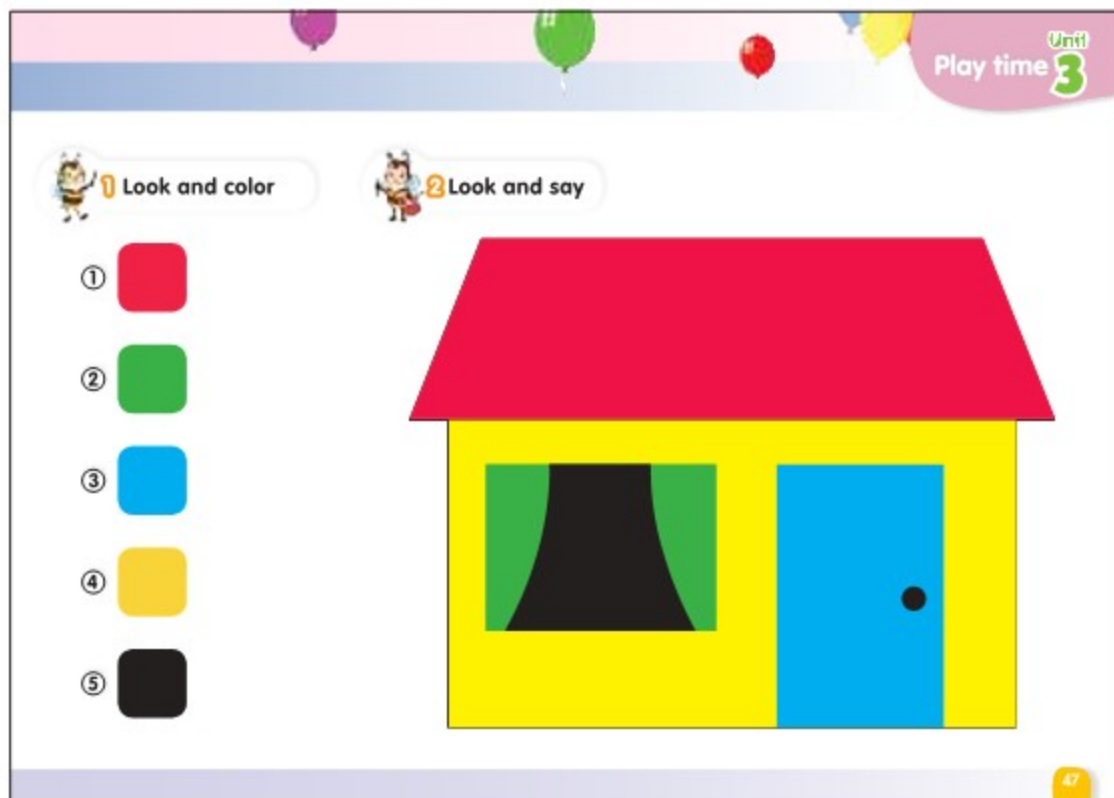 Unit
Play time 3
1 Look and color
2 Look and say
①
②
③
④
⑤
47